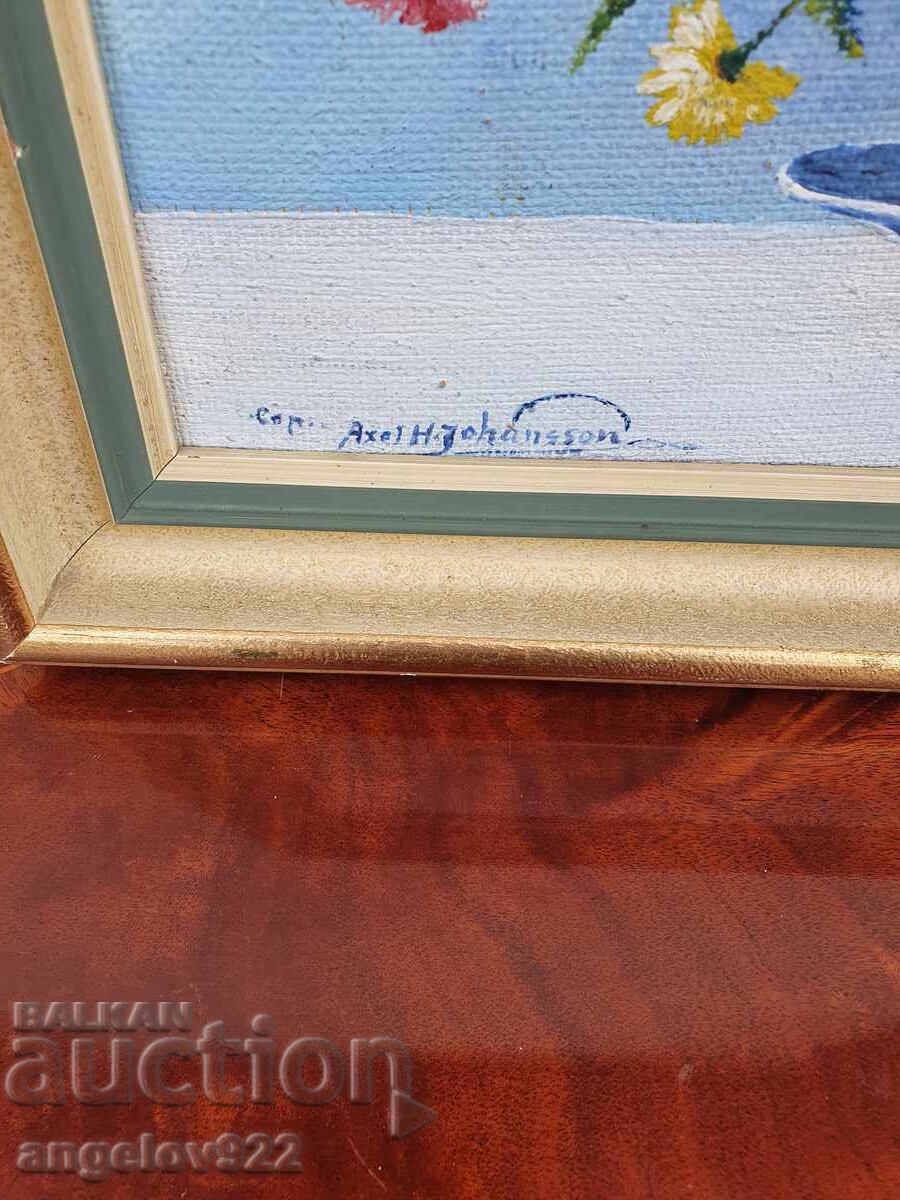 Cop. Axel H. Johansson
BALKAN
auction
angelov922